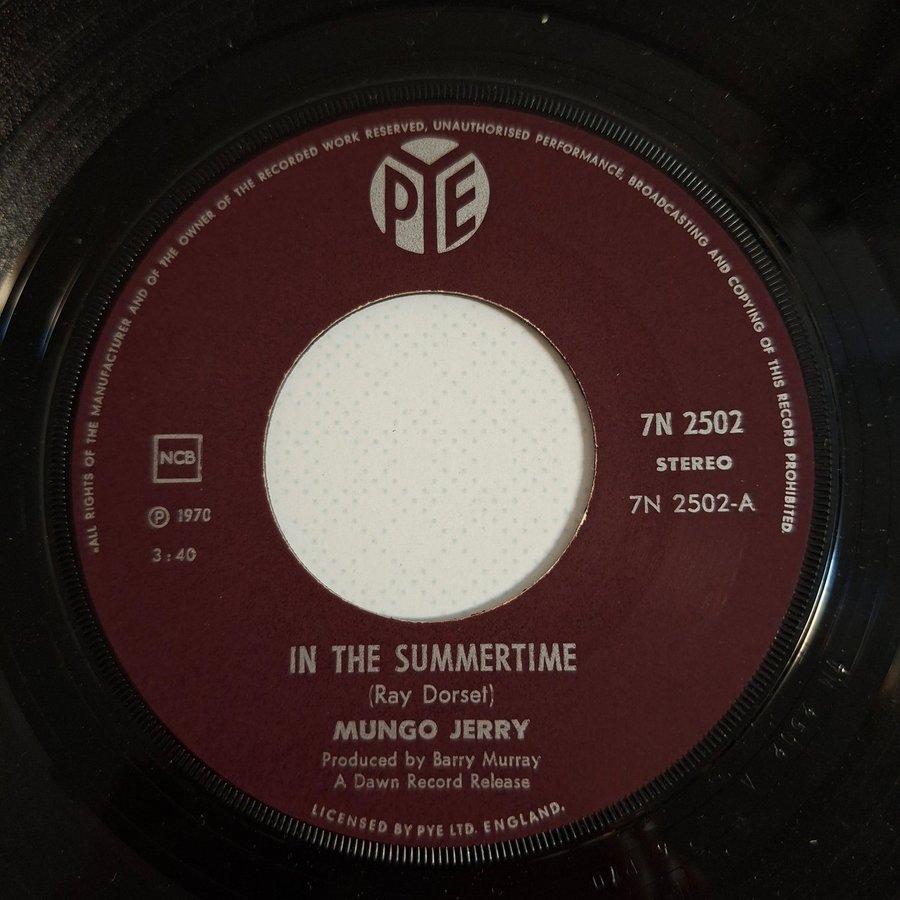 ALL RIGHTS OF THE MANUFACTURER AND OF THE OWNER OF THE RECORDED WORK RESERVED, UNAUTHORISED PERFORMANCE, BROADCASTING AND COPYING OF THIS RECORD PROHIBITED.
PYE
7N 2502
STEREO
7N 2502-A
NCB
Ⓟ 1970
3:40
IN THE SUMMERTIME
(Ray Dorset)
MUNGO JERRY
Produced by Barry Murray
A Dawn Record Release
LICENSED BY PYE LTD. ENGLAND.